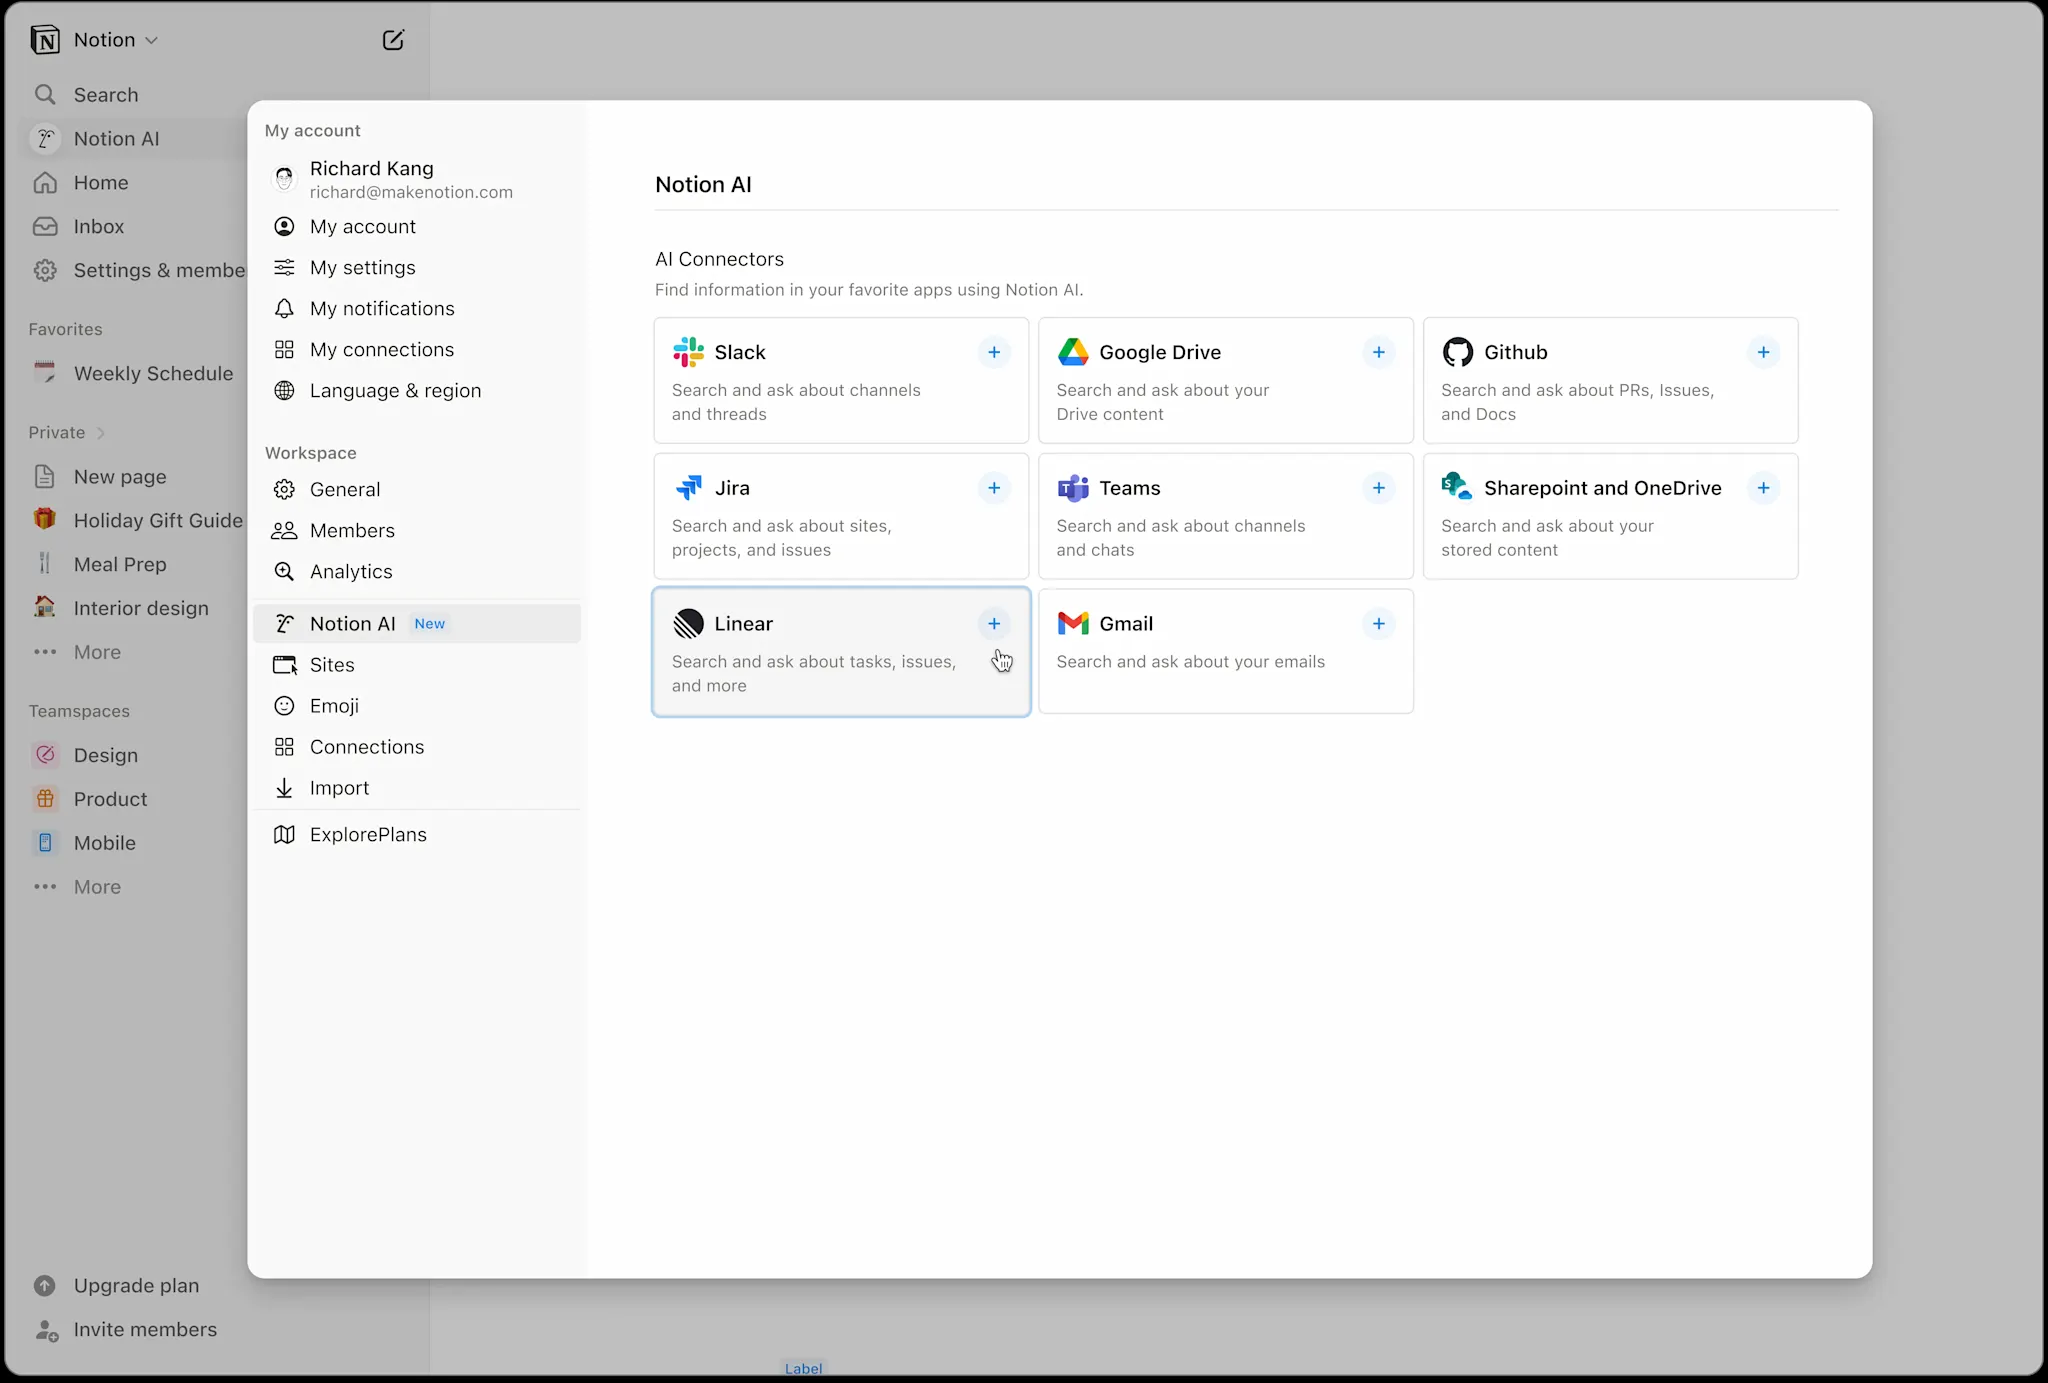 Notion
Search
Notion AI
Home
Inbox
Settings & membe
Favorites
Weekly Schedule
Private
New page
Holiday Gift Guide
Meal Prep
Interior design
More
Teamspaces
Design
Product
Mobile
More
Upgrade plan
Invite members
My account
Richard Kang
richard@makenotion.com
My account
My settings
My notifications
My connections
Language & region
Workspace
General
Members
Analytics
Notion AI New
Sites
Emoji
Connections
Import
ExplorePlans
Notion AI
AI Connectors
Find information in your favorite apps using Notion AI.
Slack
Search and ask about channels
and threads
Google Drive
Search and ask about your
Drive content
Github
Search and ask about PRs, Issues,
and Docs
Jira
Search and ask about sites,
projects, and issues
Teams
Search and ask about channels
and chats
Sharepoint and OneDrive
Search and ask about your
stored content
Linear
Search and ask about tasks, issues,
and more
Gmail
Search and ask about your emails
Label